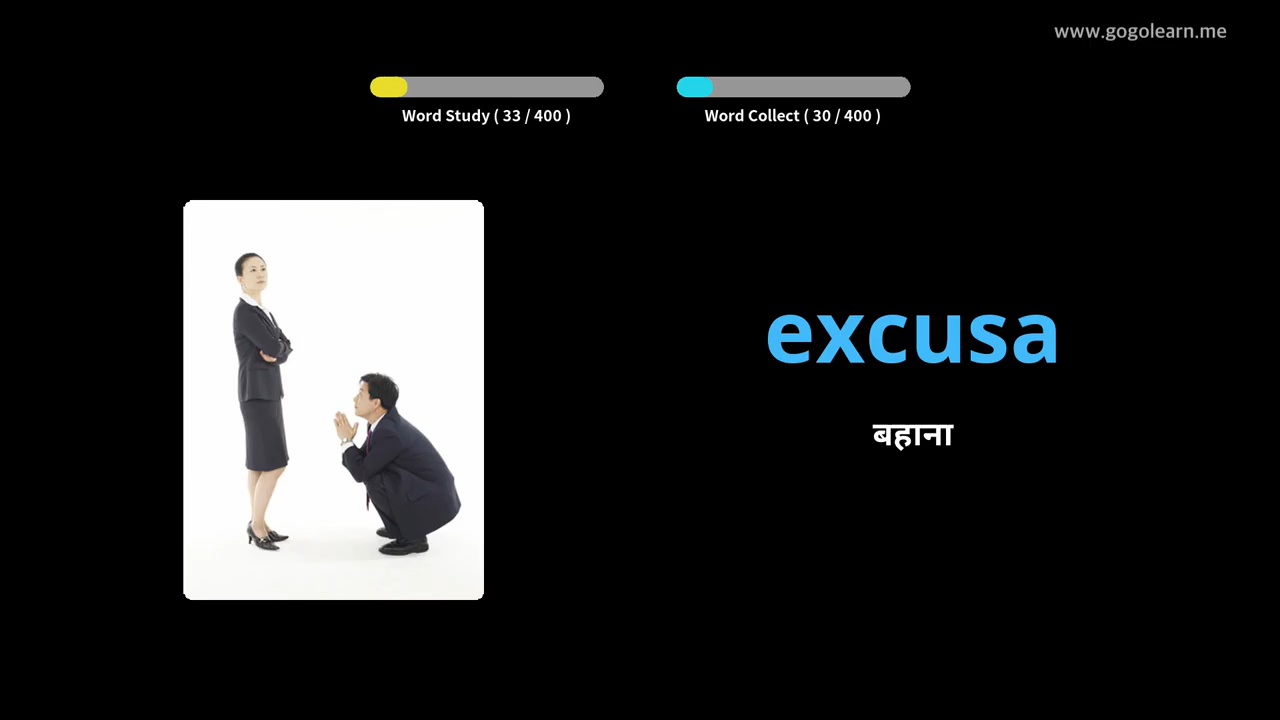 www.gogolearn.me
Word Study ( 33 / 400 )
Word Collect ( 30 / 400 )
excusa
बहाना